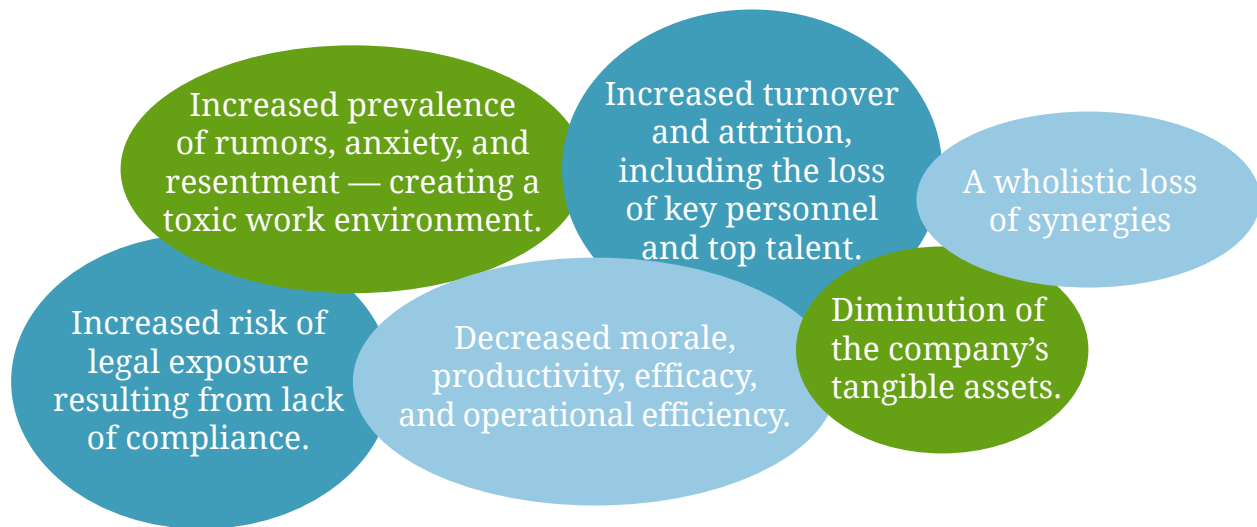 Increased prevalence
of rumors, anxiety, and
resentment — creating a
toxic work environment.
Increased turnover
and attrition,
including the loss
of key personnel
and top talent.
A wholistic loss
of synergies
Increased risk of
legal exposure
resulting from lack
of compliance.
Decreased morale,
productivity, efficacy,
and operational efficiency.
Diminution of
the company’s
tangible assets.